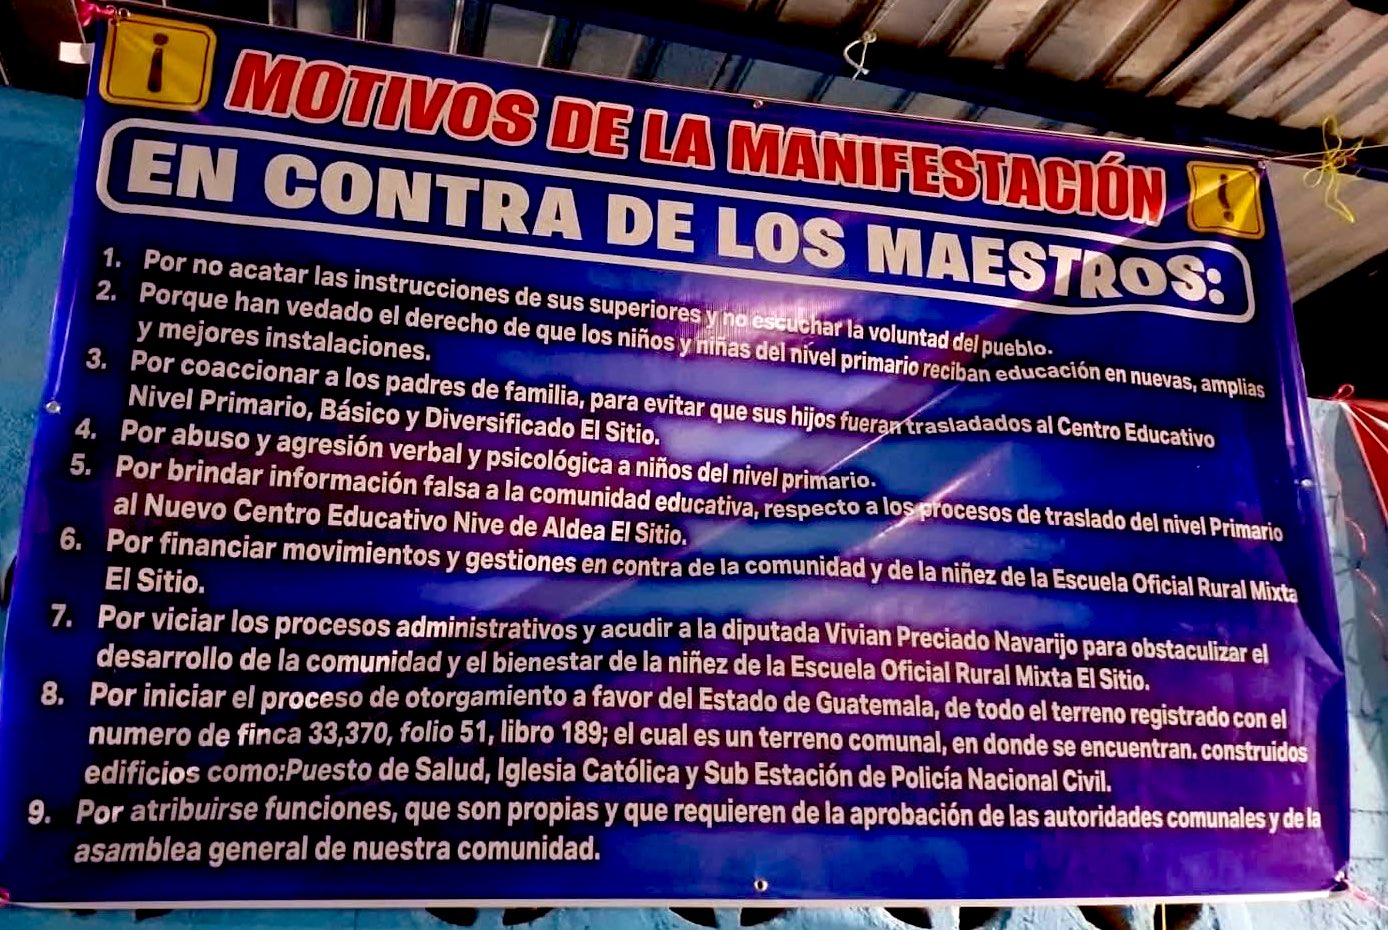 ¡ MOTIVOS DE LA MANIFESTACIÓN !
EN CONTRA DE LOS MAESTROS:
1. Por no acatar las instrucciones de sus superiores y no escuchar la voluntad del pueblo.
2. Porque han vedado el derecho de que los niños y niñas del nivel primario reciban educación en nuevas, amplias
y mejores instalaciones.
3. Por coaccionar a los padres de familia, para evitar que sus hijos fueran trasladados al Centro Educativo
Nivel Primario, Básico y Diversificado El Sitio.
4. Por abuso y agresión verbal y psicológica a niños del nivel primario.
5. Por brindar información falsa a la comunidad educativa, respecto a los procesos de traslado del nivel Primario
al Nuevo Centro Educativo Nive de Aldea El Sitio.
6. Por financiar movimientos y gestiones en contra de la comunidad y de la niñez de la Escuela Oficial Rural Mixta
El Sitio.
7. Por viciar los procesos administrativos y acudir a la diputada Vivian Preciado Navarijo para obstaculizar el
desarrollo de la comunidad y el bienestar de la niñez de la Escuela Oficial Rural Mixta El Sitio.
8. Por iniciar el proceso de otorgamiento a favor del Estado de Guatemala, de todo el terreno registrado con el
numero de finca 33,370, folio 51, libro 189; el cual es un terreno comunal, en donde se encuentran. construidos
edificios como:Puesto de Salud, Iglesia Católica y Sub Estación de Policía Nacional Civil.
9. Por atribuirse funciones, que son propias y que requieren de la aprobación de las autoridades comunales y de la
asamblea general de nuestra comunidad.